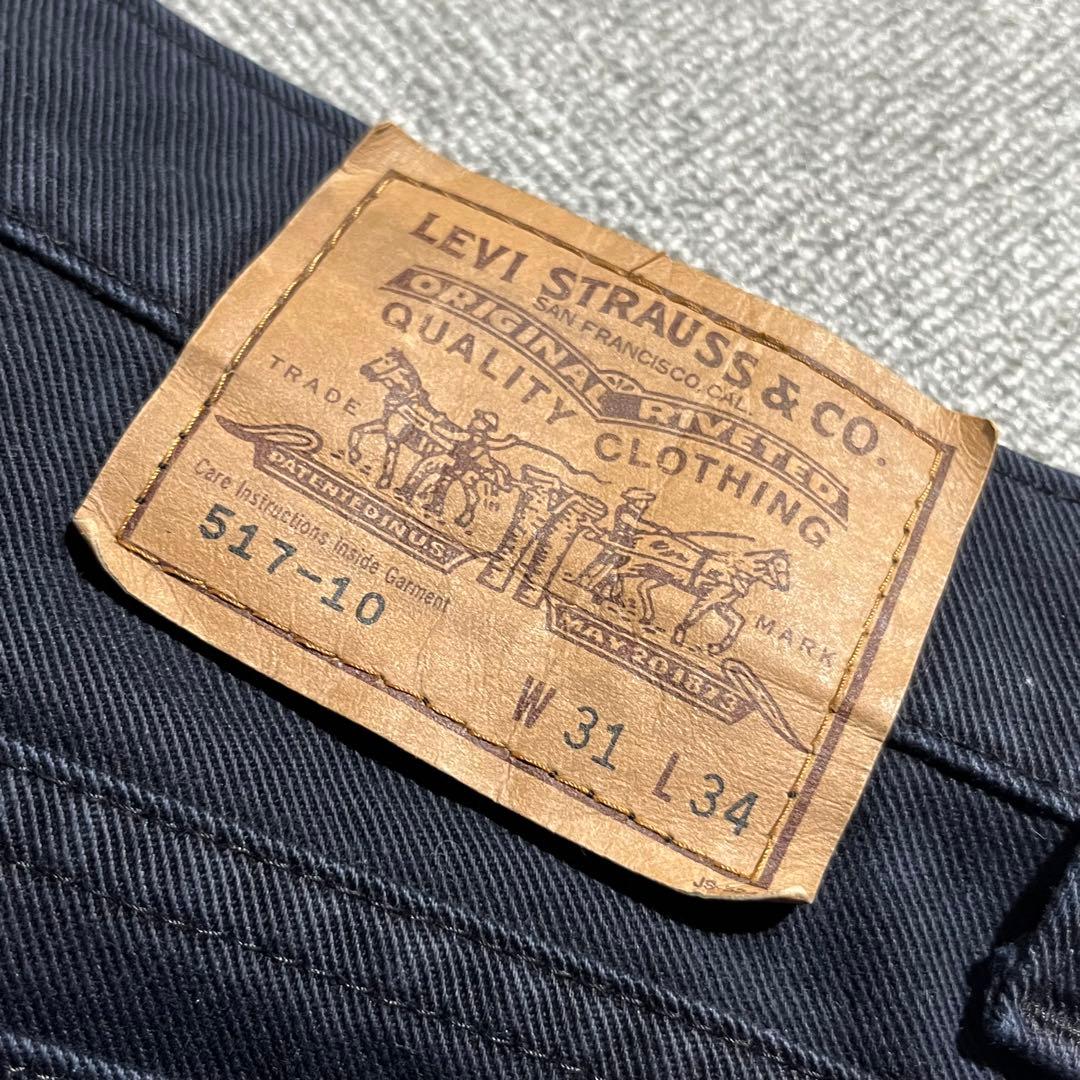 LEVI STRAUSS & CO.
SAN FRANCISCO, CAL.
ORIGINAL RIVETED
QUALITY CLOTHING
TRADE MARK
PATENTED IN U.S.
MAY 20 1873
Care Instructions Inside Garment
517-10
W 31 L 34